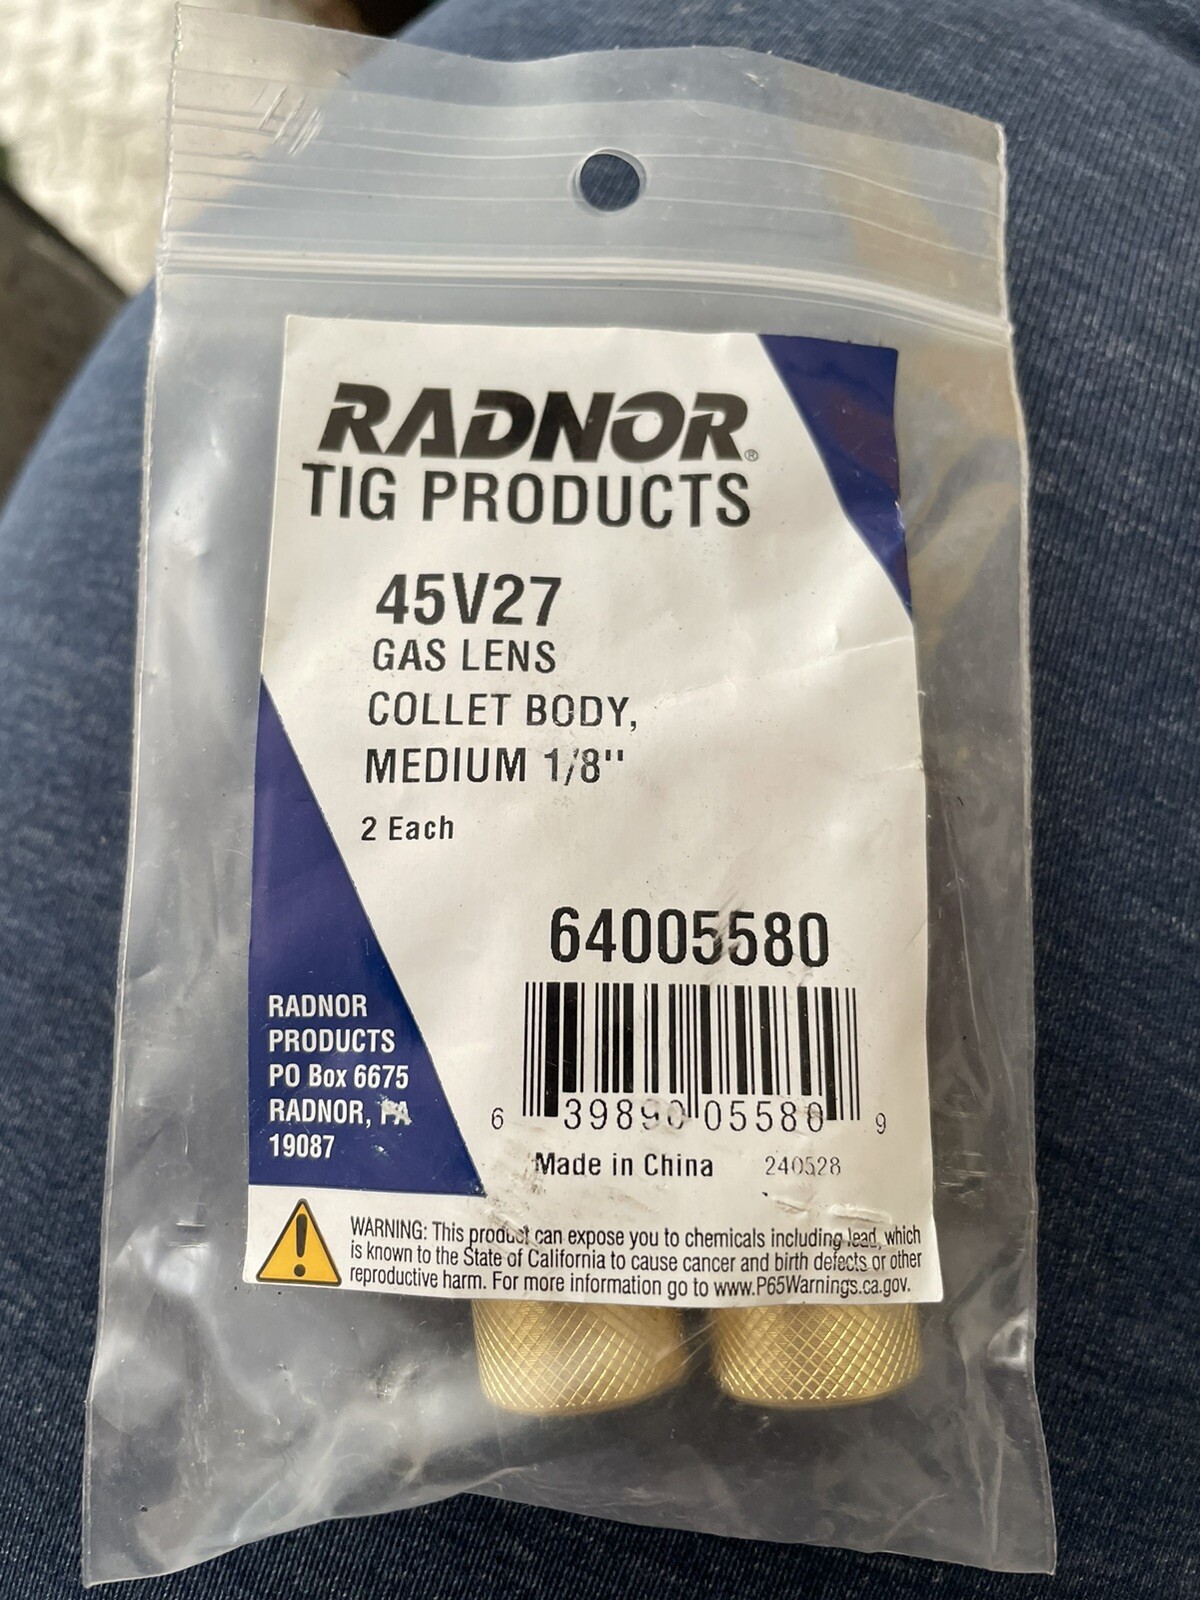 RADNOR®
TIG PRODUCTS
45V27
GAS LENS
COLLET BODY,
MEDIUM 1/8''
2 Each
64005580
6 39890 05580 9
Made in China 240528
RADNOR
PRODUCTS
PO Box 6675
RADNOR, PA
19087
WARNING: This product can expose you to chemicals including lead, which
is known to the State of California to cause cancer and birth defects or other
reproductive harm. For more information go to www.P65Warnings.ca.gov.